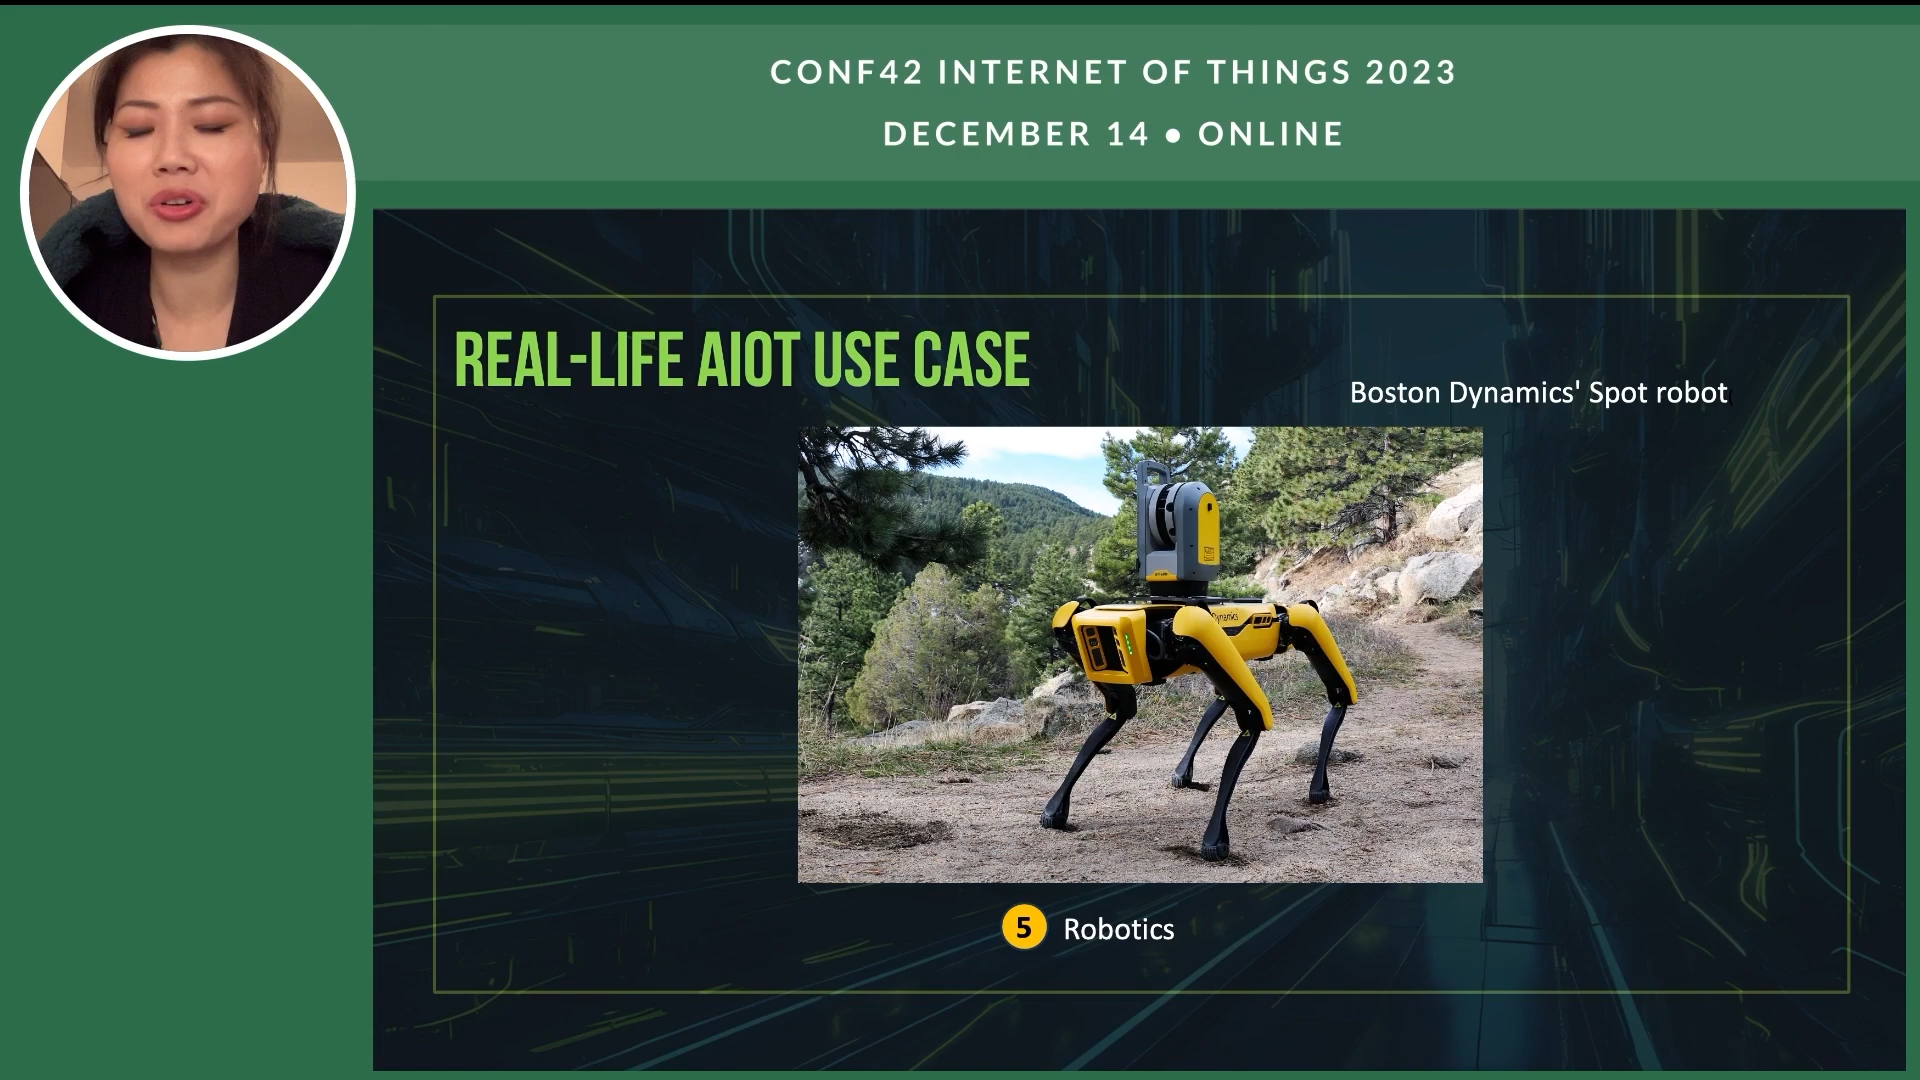 CONF42 INTERNET OF THINGS 2023
DECEMBER 14 • ONLINE
REAL-LIFE AIOT USE CASE
Boston Dynamics' Spot robot
5 Robotics